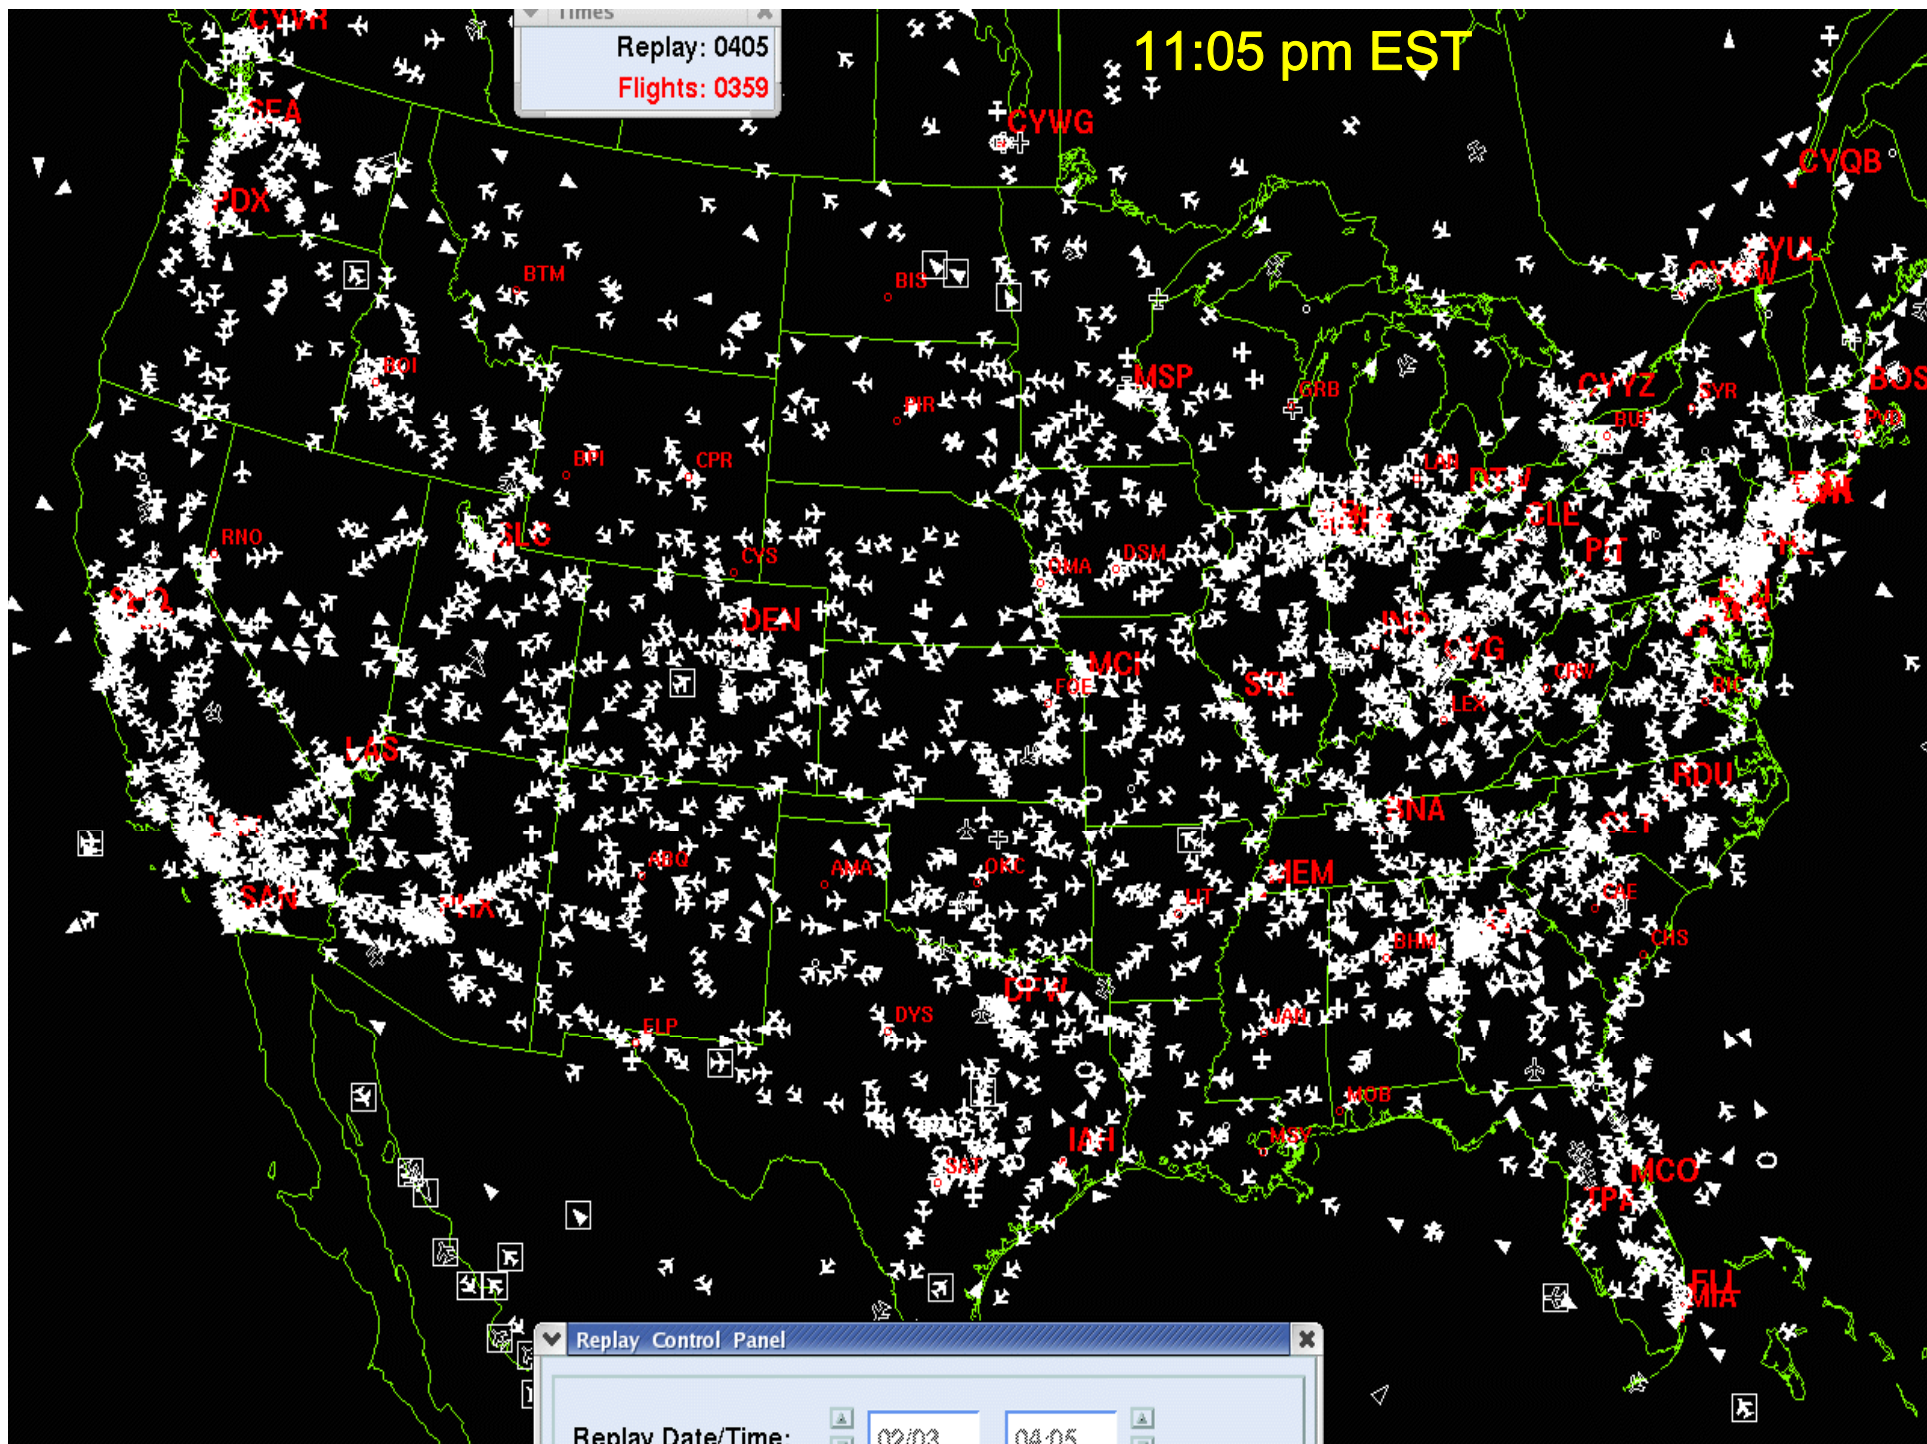 Times
Replay: 0405
Flights: 0359
11:05 pm EST
CYVR
SEA
CYWG
CYQB
PDX
CYUL
BTM
BIS
BOI
MSP
GRB
CYYZ
SYR
BOS
PIR
BUF
PVD
BPI
CPR
LAN
DTW
RNO
SLC
CLE
CYS
OMA
DSM
PIT
PHL
SFO
DEN
IND
CVG
MCI
STL
CRW
FOE
LEX
RIC
LAS
RDU
BNA
CLT
ABQ
AMA
OKC
MEM
SAN
PHX
LIT
CAE
BHM
CHS
DFW
ELP
DYS
JAN
MOB
IAH
MSY
SAT
MCO
TPA
FLL
MIA
Replay Control Panel
Replay Date/Time: 02/03 04:05